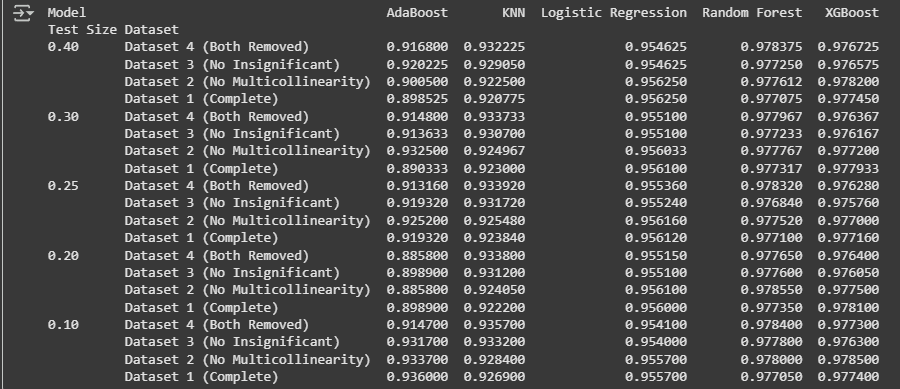 Model AdaBoost KNN Logistic Regression Random Forest XGBoost
Test Size Dataset
0.40 Dataset 4 (Both Removed) 0.916800 0.932225 0.954625 0.978375 0.976725
Dataset 3 (No Insignificant) 0.920225 0.929050 0.954625 0.977250 0.976575
Dataset 2 (No Multicollinearity) 0.900500 0.922500 0.956250 0.977612 0.978200
Dataset 1 (Complete) 0.898525 0.920775 0.956250 0.977075 0.977450
0.30 Dataset 4 (Both Removed) 0.914800 0.933733 0.955100 0.977967 0.976367
Dataset 3 (No Insignificant) 0.913633 0.930700 0.955100 0.977233 0.976167
Dataset 2 (No Multicollinearity) 0.932500 0.924967 0.956033 0.977767 0.977200
Dataset 1 (Complete) 0.890333 0.923000 0.956100 0.977317 0.977933
0.25 Dataset 4 (Both Removed) 0.913160 0.933920 0.955360 0.978320 0.976280
Dataset 3 (No Insignificant) 0.919320 0.931720 0.955240 0.976840 0.975760
Dataset 2 (No Multicollinearity) 0.925200 0.925480 0.956160 0.977520 0.977000
Dataset 1 (Complete) 0.919320 0.923840 0.956120 0.977100 0.977160
0.20 Dataset 4 (Both Removed) 0.885800 0.933800 0.955150 0.977050 0.976400
Dataset 3 (No Insignificant) 0.898900 0.931200 0.955100 0.977600 0.976050
Dataset 2 (No Multicollinearity) 0.885800 0.924050 0.956100 0.978550 0.977500
Dataset 1 (Complete) 0.898900 0.922200 0.956000 0.977350 0.978100
0.10 Dataset 4 (Both Removed) 0.914700 0.935700 0.954100 0.978400 0.977300
Dataset 3 (No Insignificant) 0.931700 0.933200 0.954000 0.977800 0.976300
Dataset 2 (No Multicollinearity) 0.933700 0.928400 0.955700 0.978000 0.978500
Dataset 1 (Complete) 0.936000 0.926900 0.955700 0.977050 0.977400